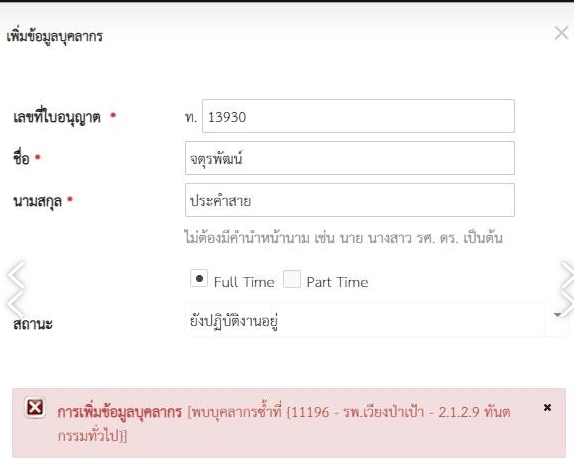 เพิ่มข้อมูลบุคลากร
เลขที่ใบอนุญาต * ท. 13930
ชื่อ * จตุรพัฒน์
นามสกุล * ประคำสาย
ไม่ต้องมีคำนำหน้านาม เช่น นาย นางสาว รศ. ดร. เป็นต้น
Full Time Part Time
สถานะ ยังปฏิบัติงานอยู่
การเพิ่มข้อมูลบุคลากร [พบบุคลากรซ้ำที่ {11196 - รพ.เวียงป่าเป้า - 2.1.2.9 ทันต
กรรมทั่วไป}]